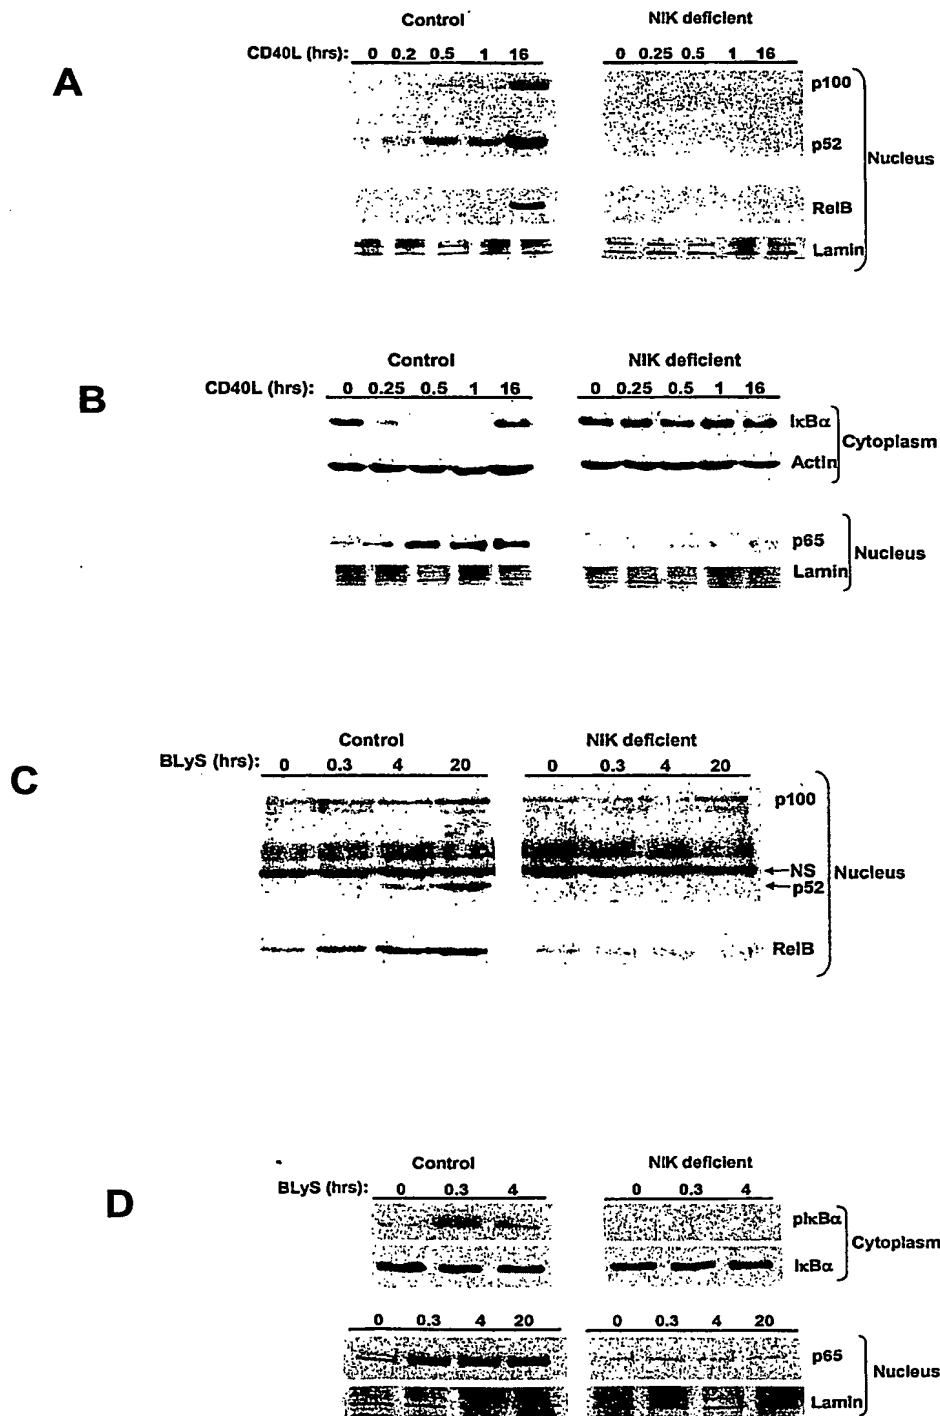 Control NIK deficient
CD40L (hrs): 0 0.2 0.5 1 16 0 0.25 0.5 1 16
A
p100
p52
Nucleus
RelB
Lamin
Control NIK deficient
CD40L (hrs): 0 0.25 0.5 1 16 0 0.25 0.5 1 16
B
IκBα
Cytoplasm
Actin
p65
Nucleus
Lamin
Control NIK deficient
BLyS (hrs): 0 0.3 4 20 0 0.3 4 20
C
p100
NS
Nucleus
p52
RelB
Control NIK deficient
BLyS (hrs): 0 0.3 4 0 0.3 4
D
pIκBα
Cytoplasm
IκBα
0 0.3 4 20 0 0.3 4 20
p65
Nucleus
Lamin